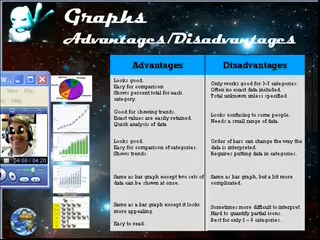 Graphs
Advantages/Disadvantages
Advantages
Disadvantages
Looks good.
Easy for comparison
Shows percent total for each
category.
Only works good for 3-7 categories.
Often no exact data included.
Total unknown unless specified
Good for showing trends.
Exact values are easily retained.
Quick analysis of data.
Looks confusing to some people.
Needs a small range of data.
Looks good.
Easy for comparison of categories.
Shows trends.
Order of bars can change the way
the data is interpreted.
Requires putting data in categories.
Same as bar graph except two sets of
data can be shown at once.
Same as bar graph, but a bit more
complicated.
Same as a bar graph except it looks
more appealing.
Easy to read.
Sometimes more difficult to interpret
Hard to quantify partial icons.
Best for only 1 - 6 categories.
View
Help
04:00 / 04:20